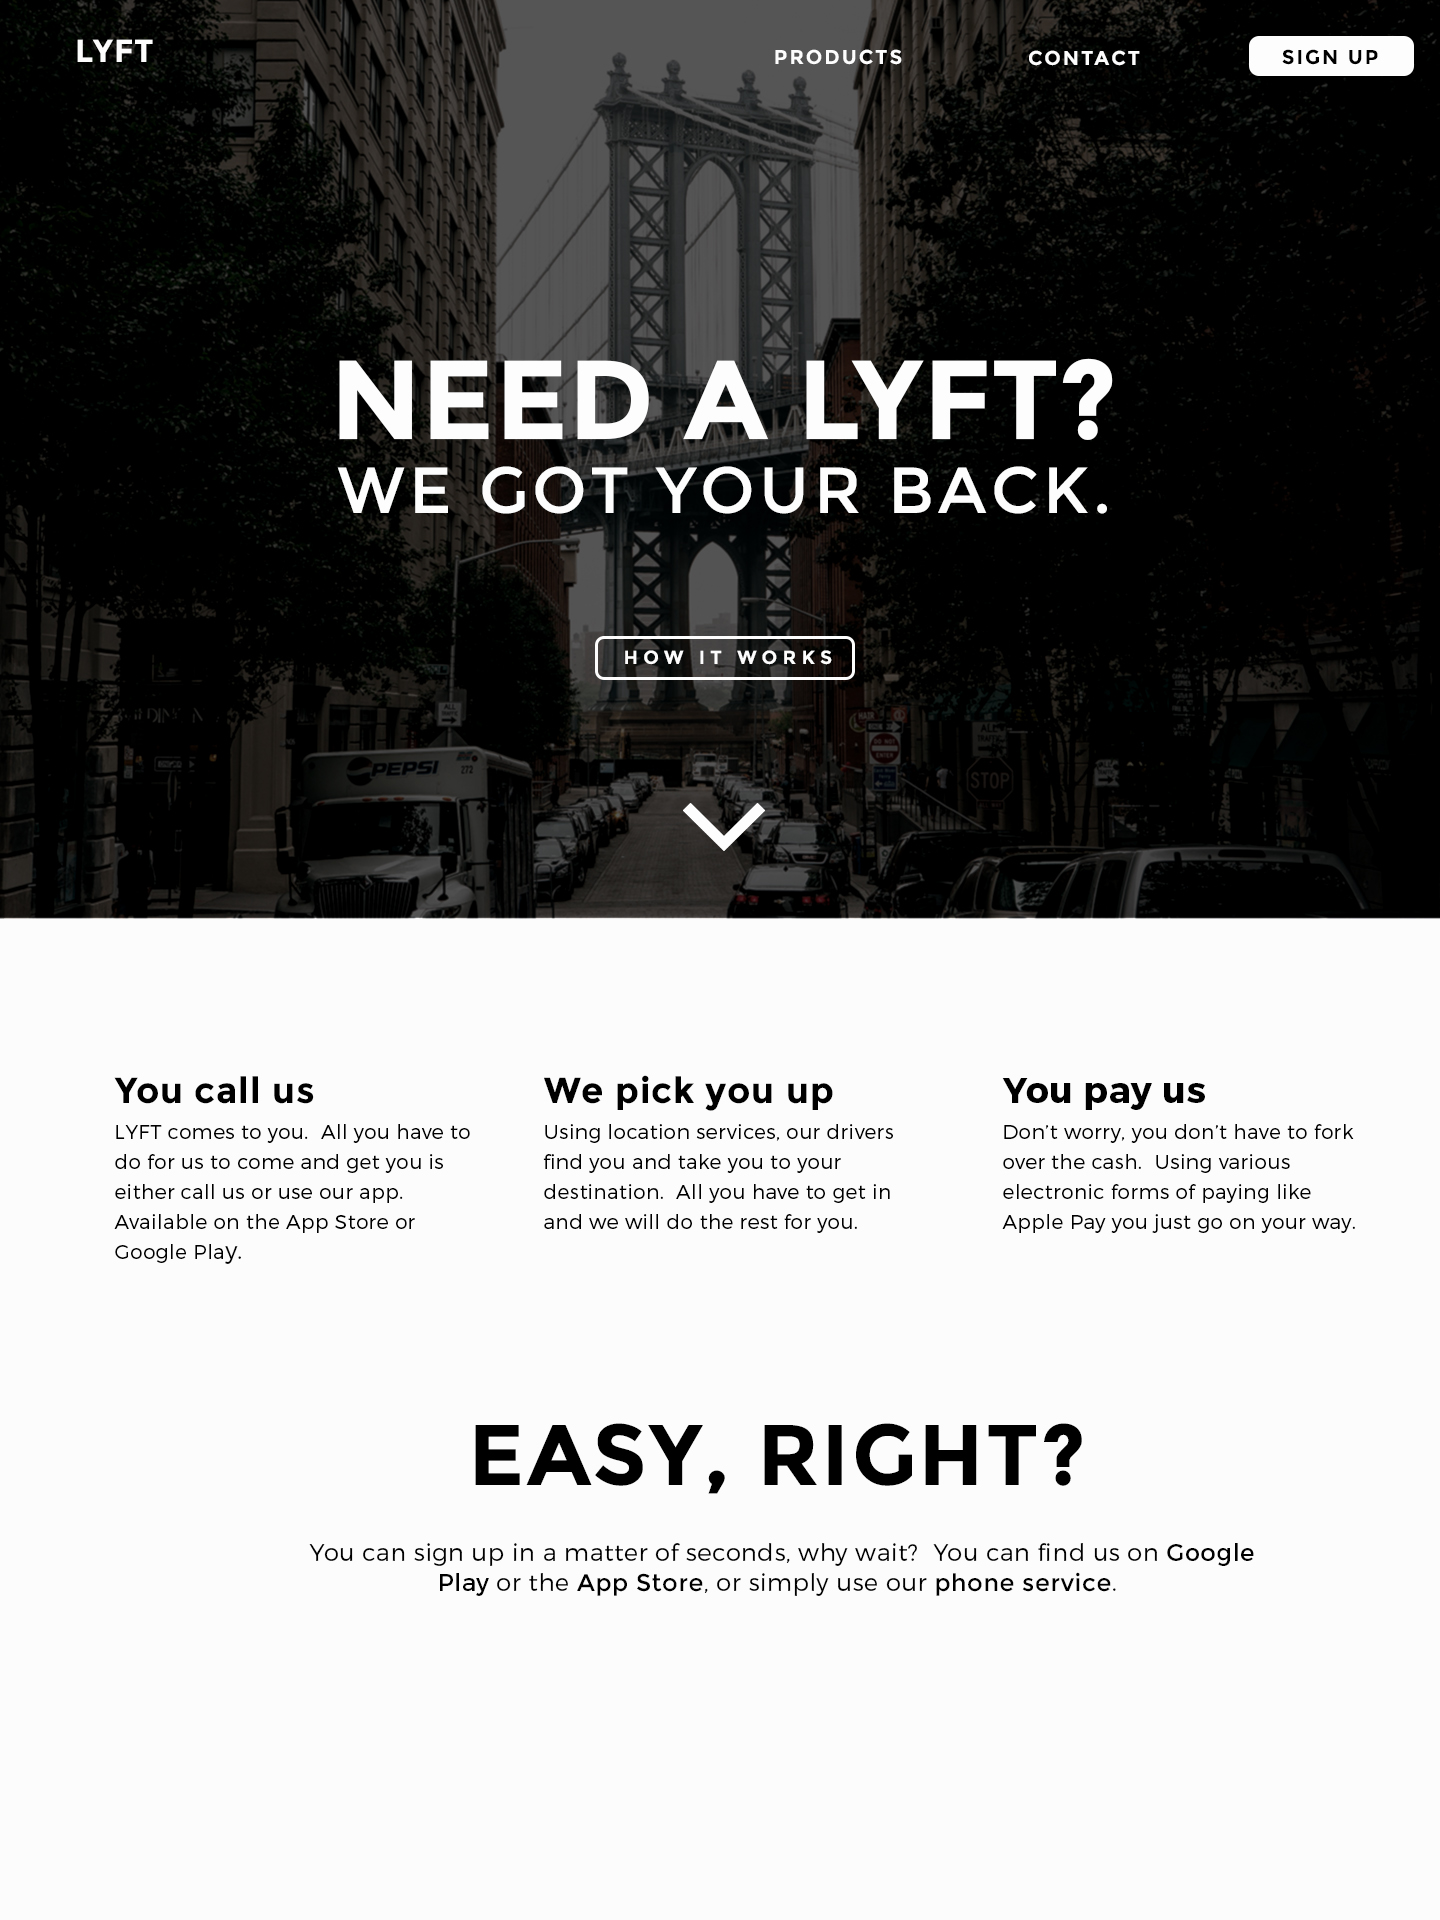 LYFT
PRODUCTS
CONTACT
SIGN UP
NEED A LYFT?
WE GOT YOUR BACK.
HOW IT WORKS
PEPSI
272
ALL
DO NOT
ENTER
ALL
TRAFFIC
STOP
You call us
LYFT comes to you.  All you have to
do for us to come and get you is
either call us or use our app.
Available on the App Store or
Google Play.
We pick you up
Using location services, our drivers
find you and take you to your
destination.  All you have to get in
and we will do the rest for you.
You pay us
Don’t worry, you don’t have to fork
over the cash.  Using various
electronic forms of paying like
Apple Pay you just go on your way.
EASY, RIGHT?
You can sign up in a matter of seconds, why wait?  You can find us on Google
Play or the App Store, or simply use our phone service.